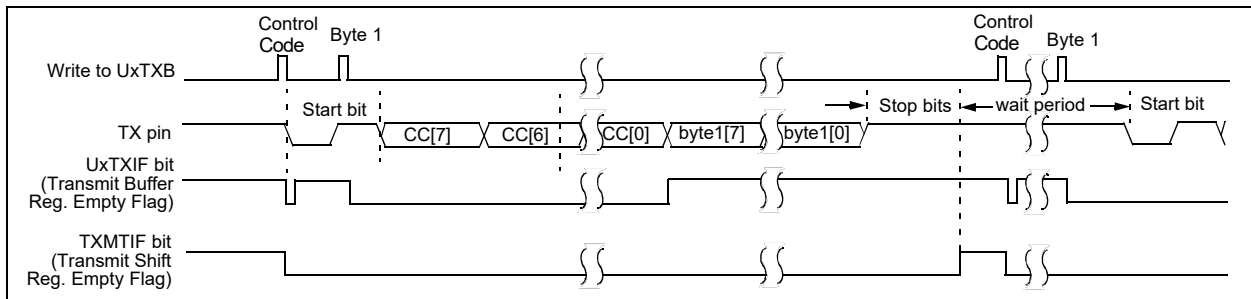 Control
Code
Byte 1
Control
Code
Byte 1
Write to UxTXB
Start bit
Stop bits
wait period
Start bit
TX pin
CC[7]
CC[6]
CC[0]
byte1[7]
byte1[0]
UxTXIF bit
(Transmit Buffer
Reg. Empty Flag)
TXMTIF bit
(Transmit Shift
Reg. Empty Flag)